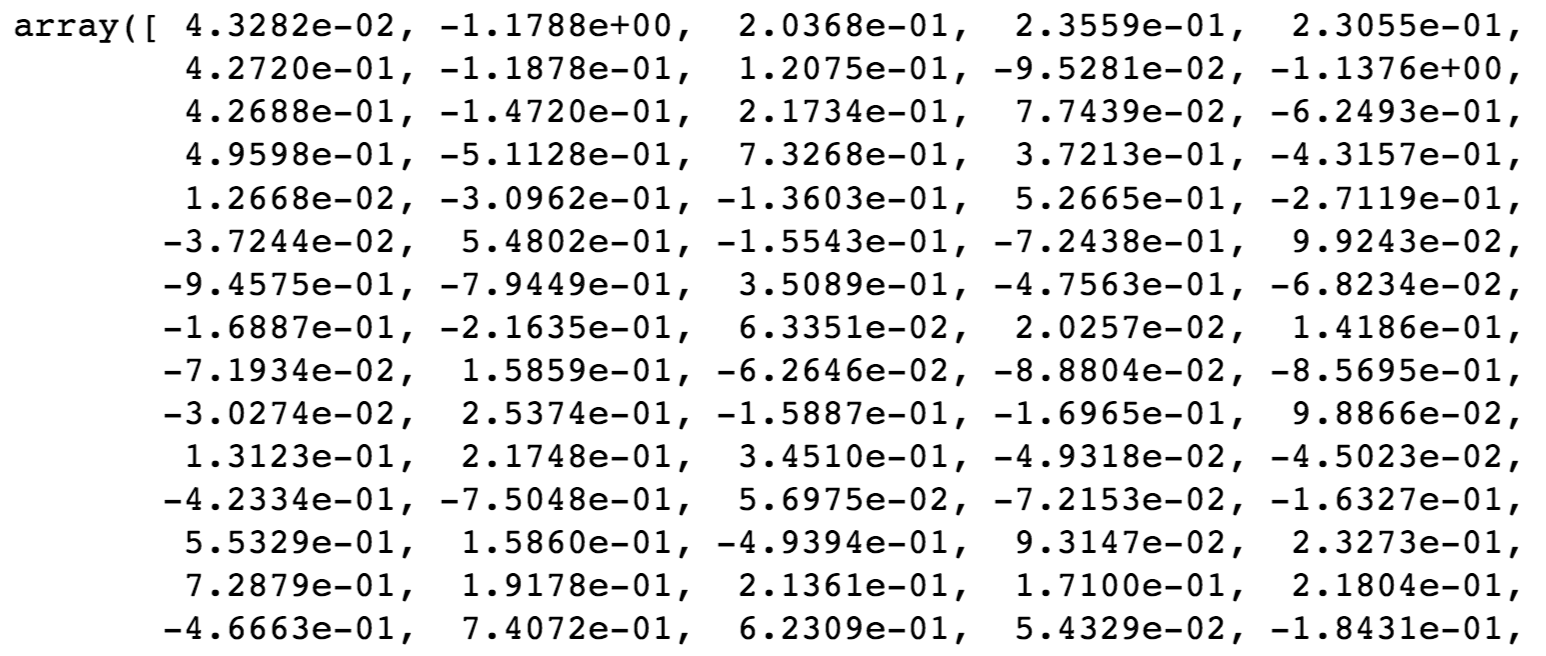 array([ 4.3282e-02, -1.1788e+00,  2.0368e-01,  2.3559e-01,  2.3055e-01,
        4.2720e-01, -1.1878e-01,  1.2075e-01, -9.5281e-02, -1.1376e+00,
        4.2688e-01, -1.4720e-01,  2.1734e-01,  7.7439e-02, -6.2493e-01,
        4.9598e-01, -5.1128e-01,  7.3268e-01,  3.7213e-01, -4.3157e-01,
        1.2668e-02, -3.0962e-01, -1.3603e-01,  5.2665e-01, -2.7119e-01,
       -3.7244e-02,  5.4802e-01, -1.5543e-01, -7.2438e-01,  9.9243e-02,
       -9.4575e-01, -7.9449e-01,  3.5089e-01, -4.7563e-01, -6.8234e-02,
       -1.6887e-01, -2.1635e-01,  6.3351e-02,  2.0257e-02,  1.4186e-01,
       -7.1934e-02,  1.5859e-01, -6.2646e-02, -8.8804e-02, -8.5695e-01,
       -3.0274e-02,  2.5374e-01, -1.5887e-01, -1.6965e-01,  9.8866e-02,
        1.3123e-01,  2.1748e-01,  3.4510e-01, -4.9318e-02, -4.5023e-02,
       -4.2334e-01, -7.5048e-01,  5.6975e-02, -7.2153e-02, -1.6327e-01,
        5.5329e-01,  1.5860e-01, -4.9394e-01,  9.3147e-02,  2.3273e-01,
        7.2879e-01,  1.9178e-01,  2.1361e-01,  1.7100e-01,  2.1804e-01,
       -4.6663e-01,  7.4072e-01,  6.2309e-01,  5.4329e-02, -1.8431e-01,